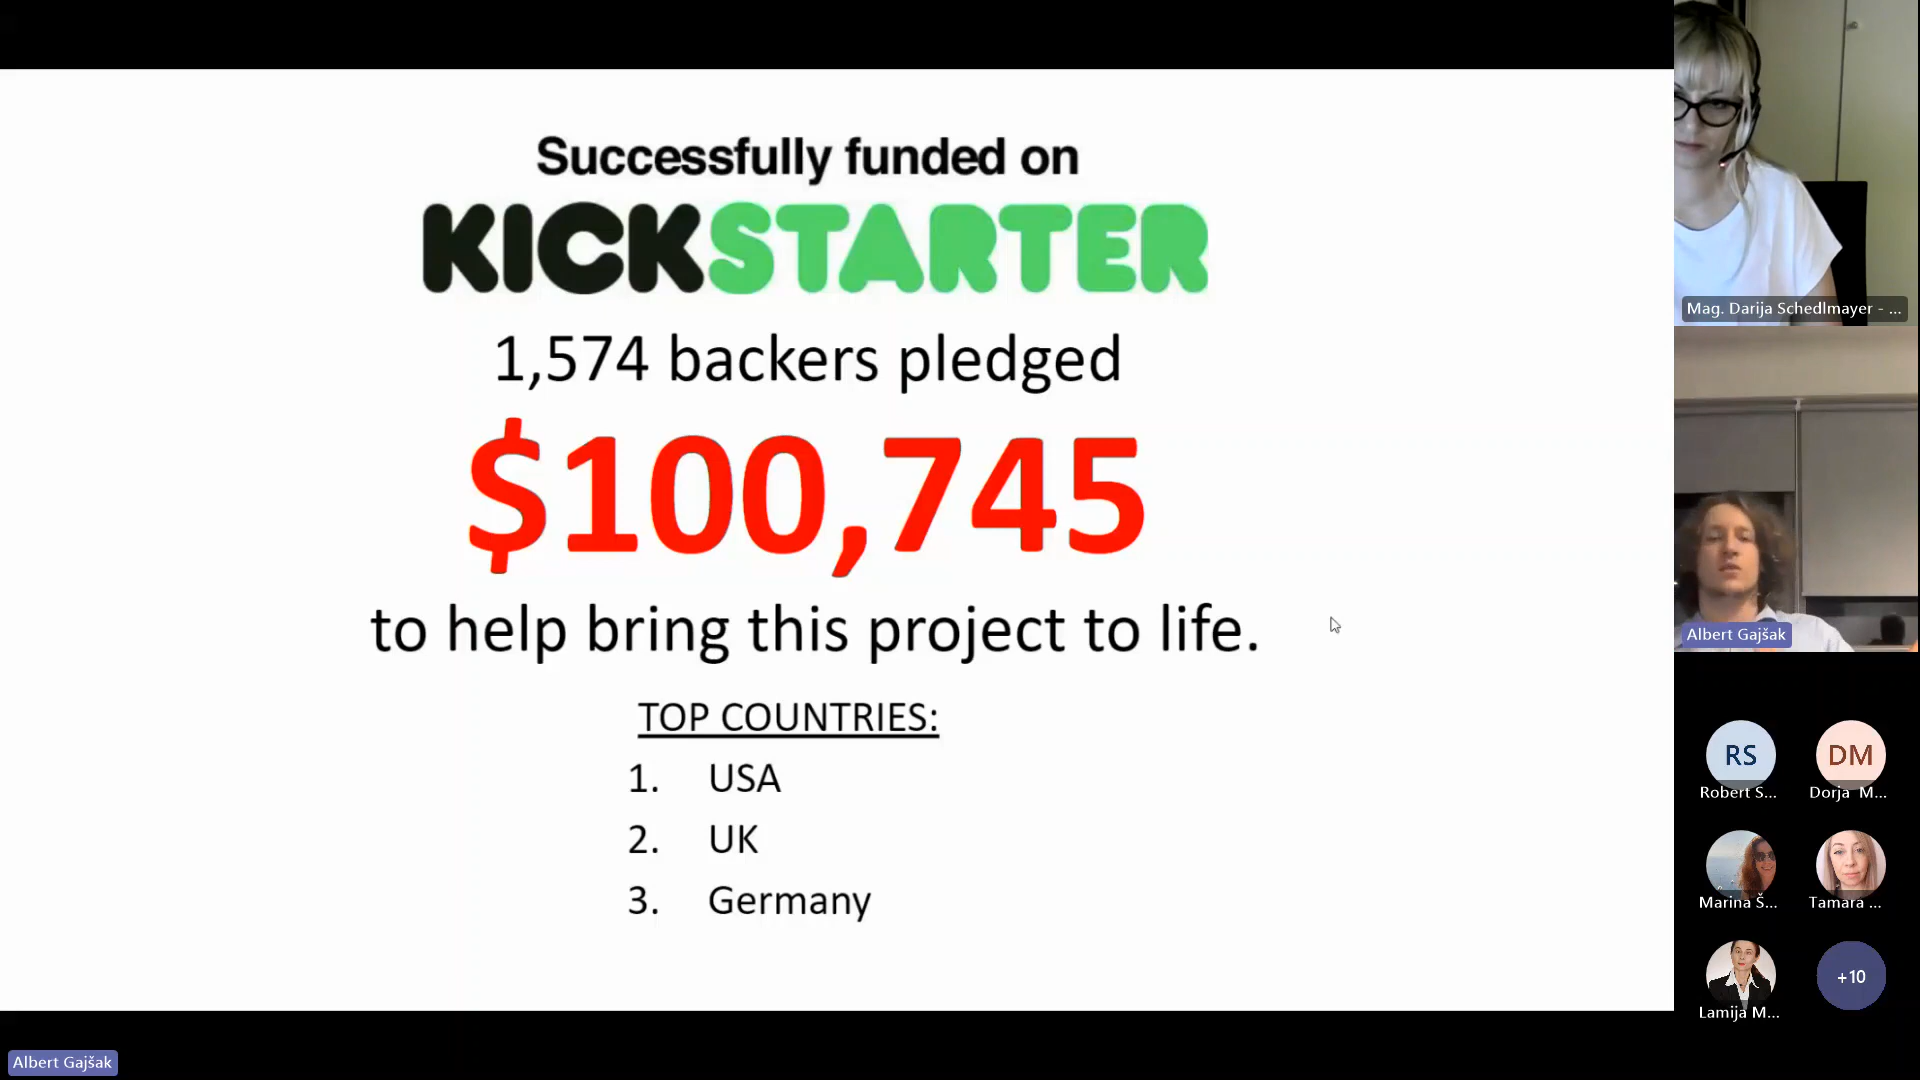 Successfully funded on
KICKSTARTER
1,574 backers pledged
$100,745
to help bring this project to life.
TOP COUNTRIES:
1. USA
2. UK
3. Germany
Mag. Darija Schedlmayer - ...
Albert Gajšak
RS
Robert S...
DM
Dorja M...
Marina Š...
Tamara ...
Lamija M...
+10
Albert Gajšak